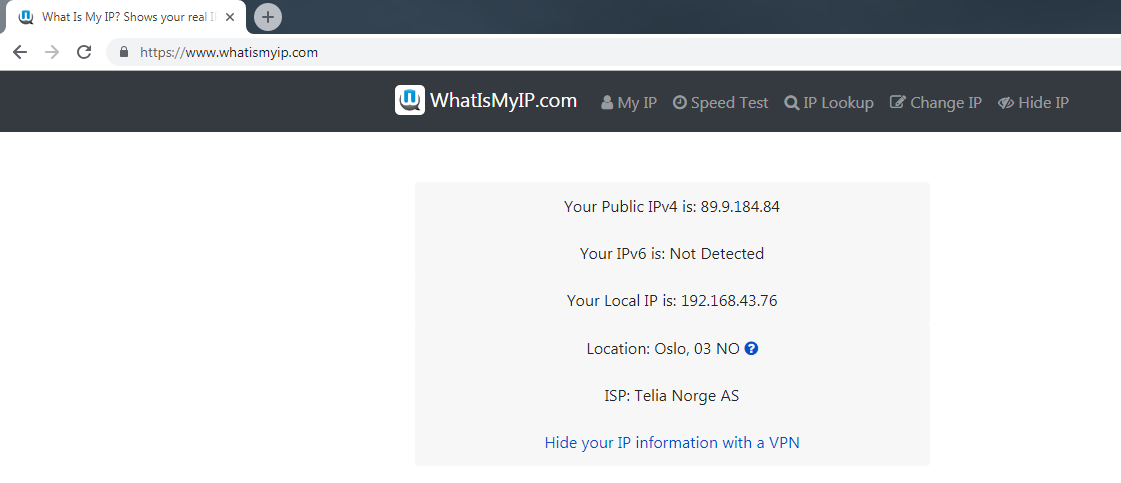 What Is My IP? Shows your real I
https://www.whatismyip.com
WhatIsMyIP.com My IP Speed Test IP Lookup Change IP Hide IP
Your Public IPv4 is: 89.9.184.84
Your IPv6 is: Not Detected
Your Local IP is: 192.168.43.76
Location: Oslo, 03 NO
ISP: Telia Norge AS
Hide your IP information with a VPN